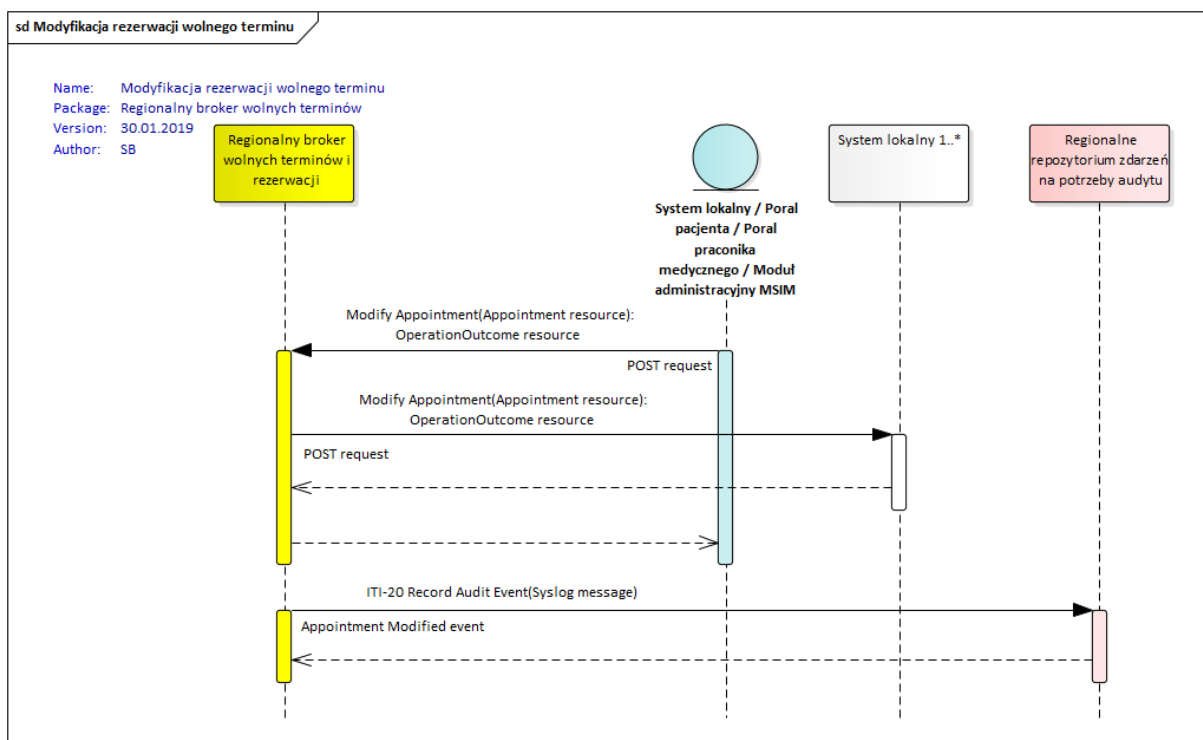 sd Modyfikacja rezerwacji wolnego terminu
Name: Modyfikacja rezerwacji wolnego terminu
Package: Regionalny broker wolnych terminów
Version: 30.01.2019
Author: SB
Regionalny broker
wolnych terminów i
rezerwacji
System lokalny / Poral
pacjenta / Poral
praconika
medycznego / Moduł
administracyjny MSIM
System lokalny 1..*
Regionalne
repozytorium zdarzeń
na potrzeby audytu
Modify Appointment(Appointment resource):
OperationOutcome resource
POST request
Modify Appointment(Appointment resource):
OperationOutcome resource
POST request
ITI-20 Record Audit Event(Syslog message)
Appointment Modified event